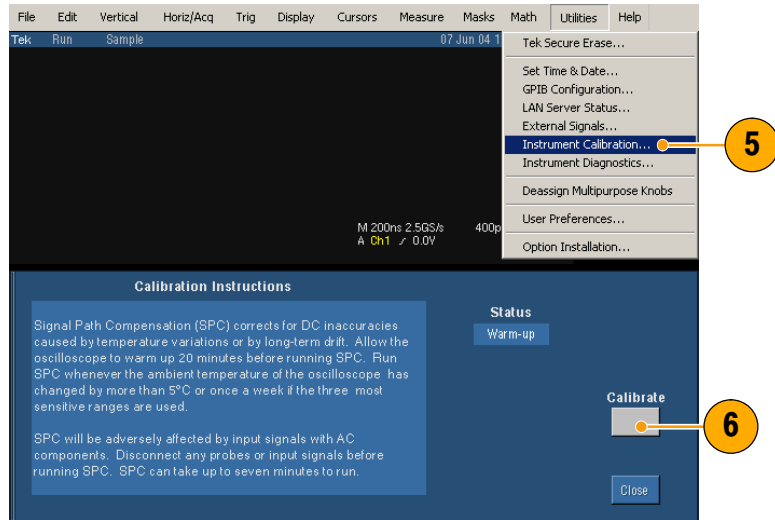 File Edit Vertical Horiz/Acq Trig Display Cursors Measure Masks Math Utilities Help
Tek Run Sample 07 Jun 04 1
Tek Secure Erase...
Set Time & Date...
GPIB Configuration...
LAN Server Status...
External Signals...
Instrument Calibration...
5
Instrument Diagnostics...
Deassign Multipurpose Knobs
User Preferences...
Option Installation...
M 200ns 2.5GS/s 400p
A Ch1 / 0.0V
Calibration Instructions
Signal Path Compensation (SPC) corrects for DC inaccuracies
caused by temperature variations or by long-term drift. Allow the
oscilloscope to warm up 20 minutes before running SPC. Run
SPC whenever the ambient temperature of the oscilloscope has
changed by more than 5°C or once a week if the three most
sensitive ranges are used.
SPC will be adversely affected by input signals with AC
components. Disconnect any probes or input signals before
running SPC. SPC can take up to seven minutes to run.
Status
Warm-up
Calibrate
6
Close